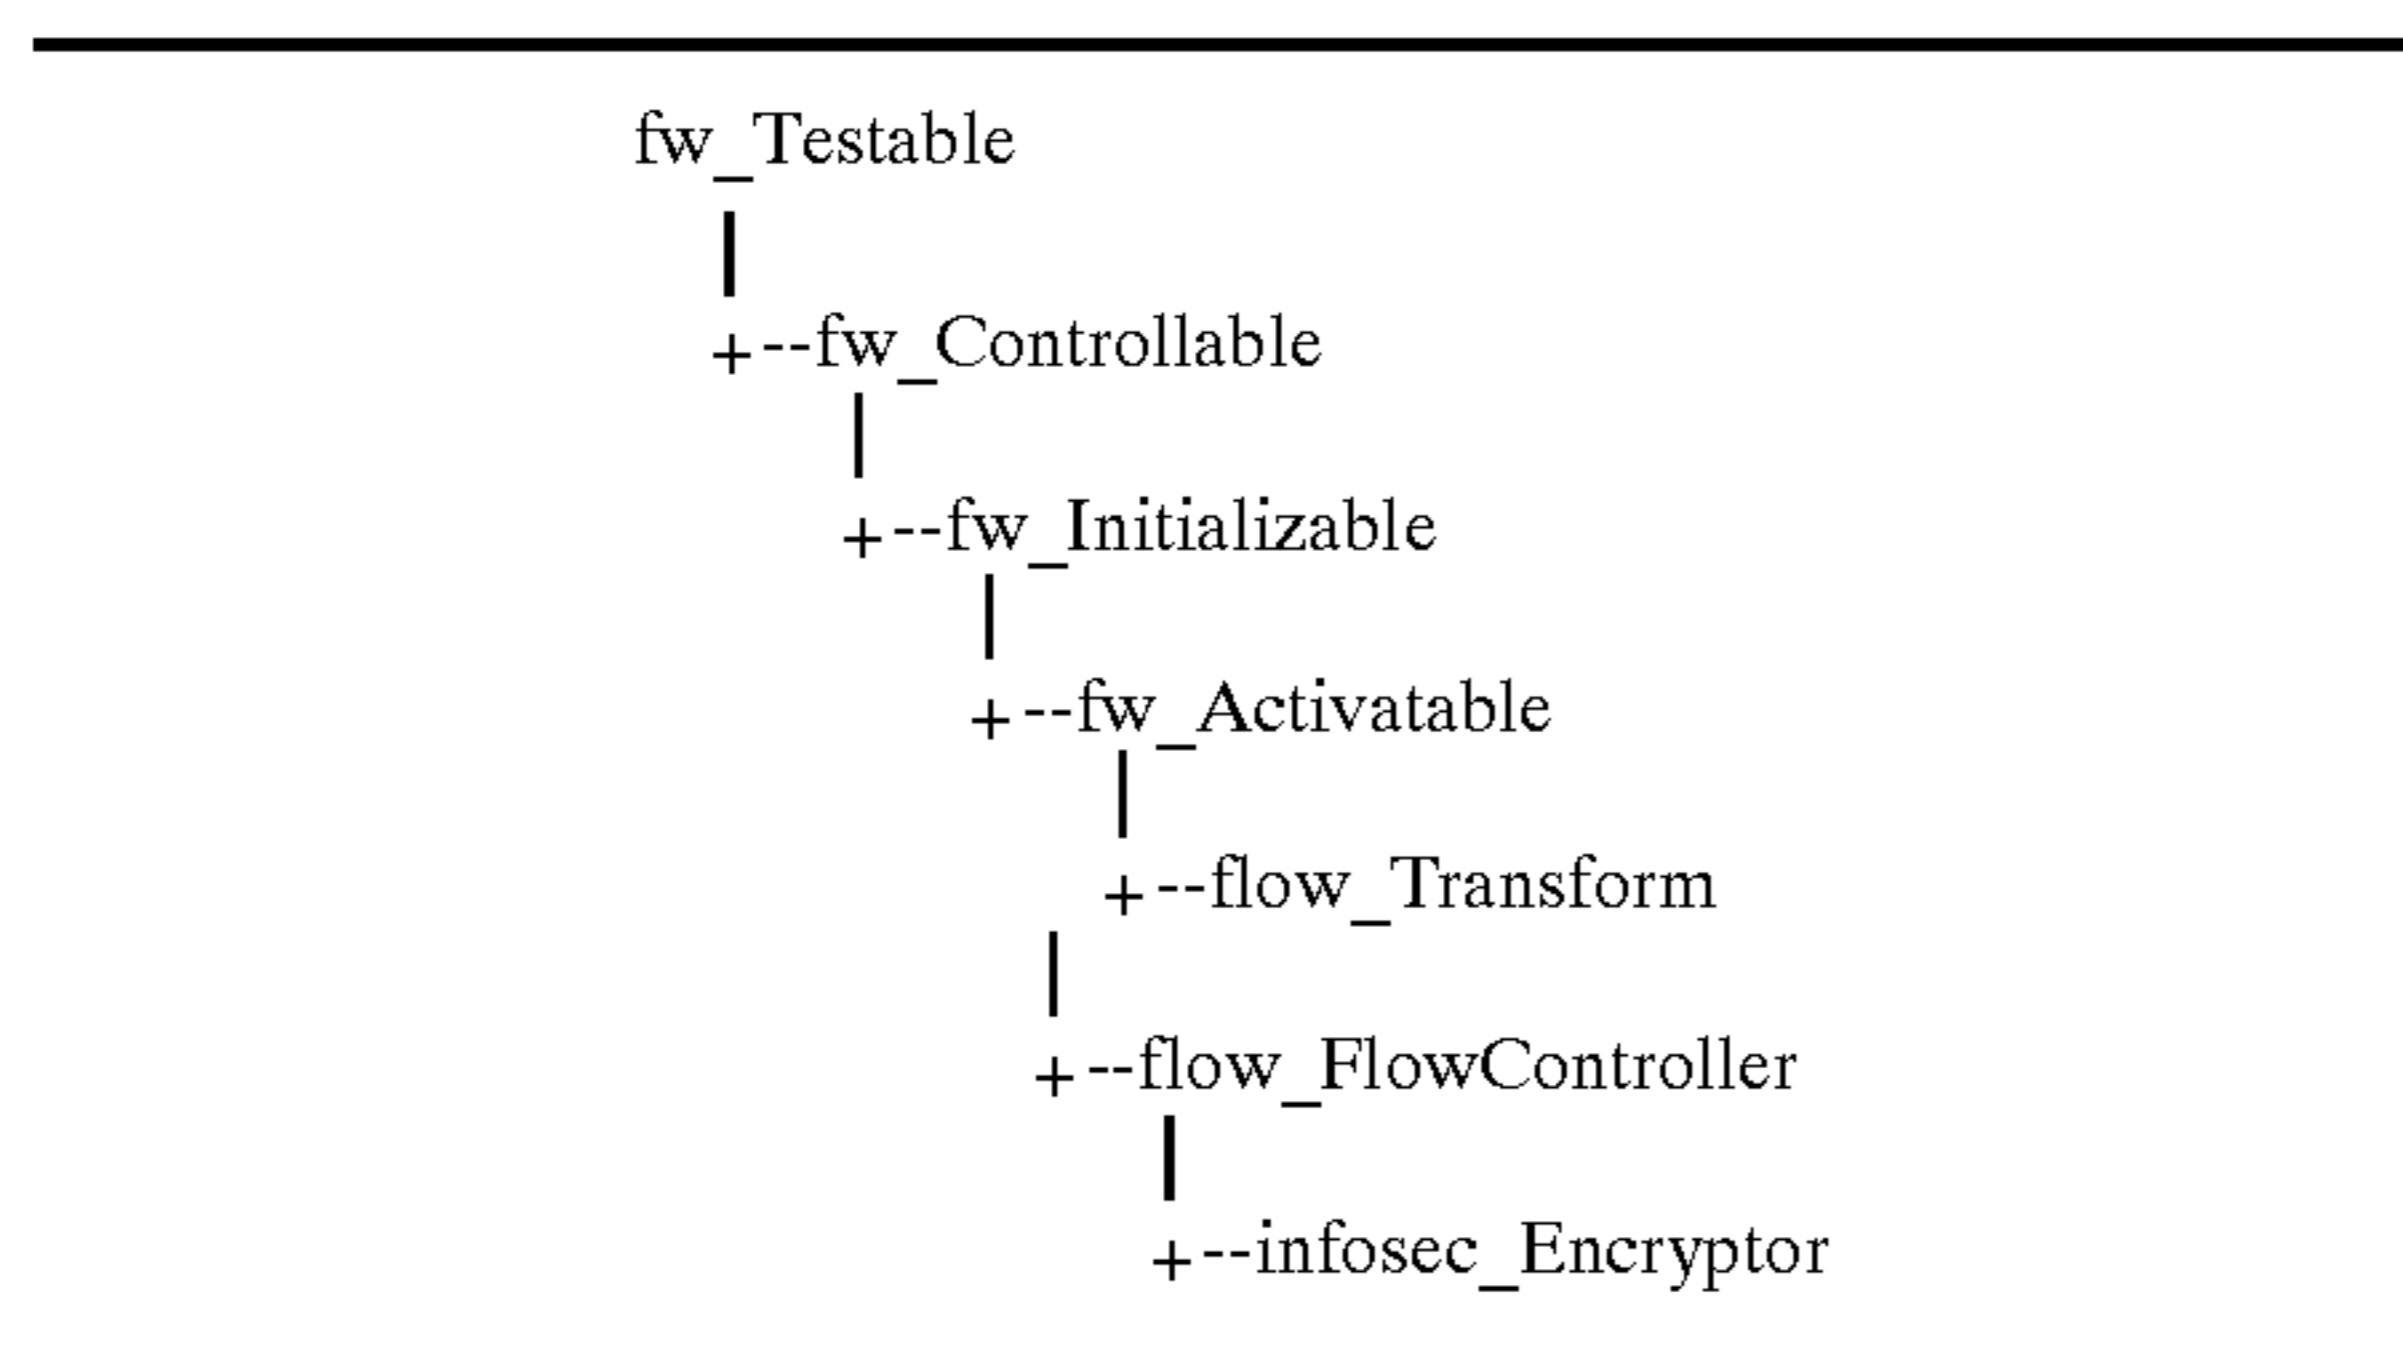 fw_Testable
|
+--fw_Controllable
|
+--fw_Initializable
|
+--fw_Activatable
|
+--flow_Transform
|
+--flow_FlowController
|
+--infosec_Encryptor